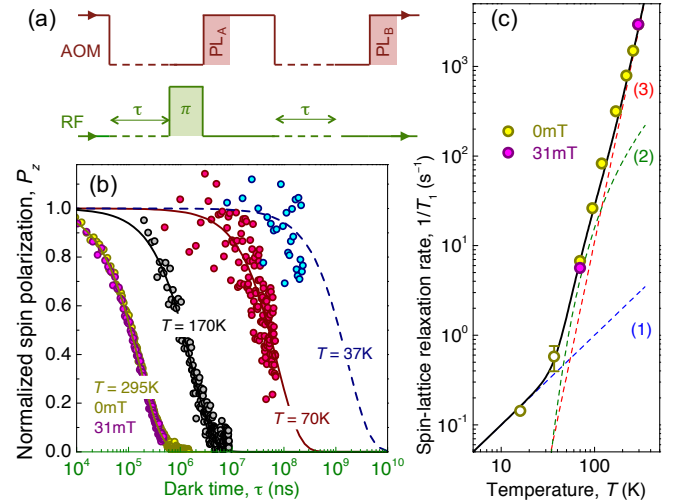 (a)
AOM
PL_A
PL_B
RF
τ
π
τ
(b)
Normalized spin polarization, P_z
1.0
0.8
0.6
0.4
0.2
0.0
T = 295K
0mT
31mT
T = 170K
T = 70K
T = 37K
10^4 10^5 10^6 10^7 10^8 10^9 10^10
Dark time, τ (ns)
(c)
Spin-lattice relaxation rate, 1/T_1 (s^-1)
10^3
10^2
10^1
10^0
10^-1
0mT
31mT
(3)
(2)
(1)
10 100
Temperature, T (K)